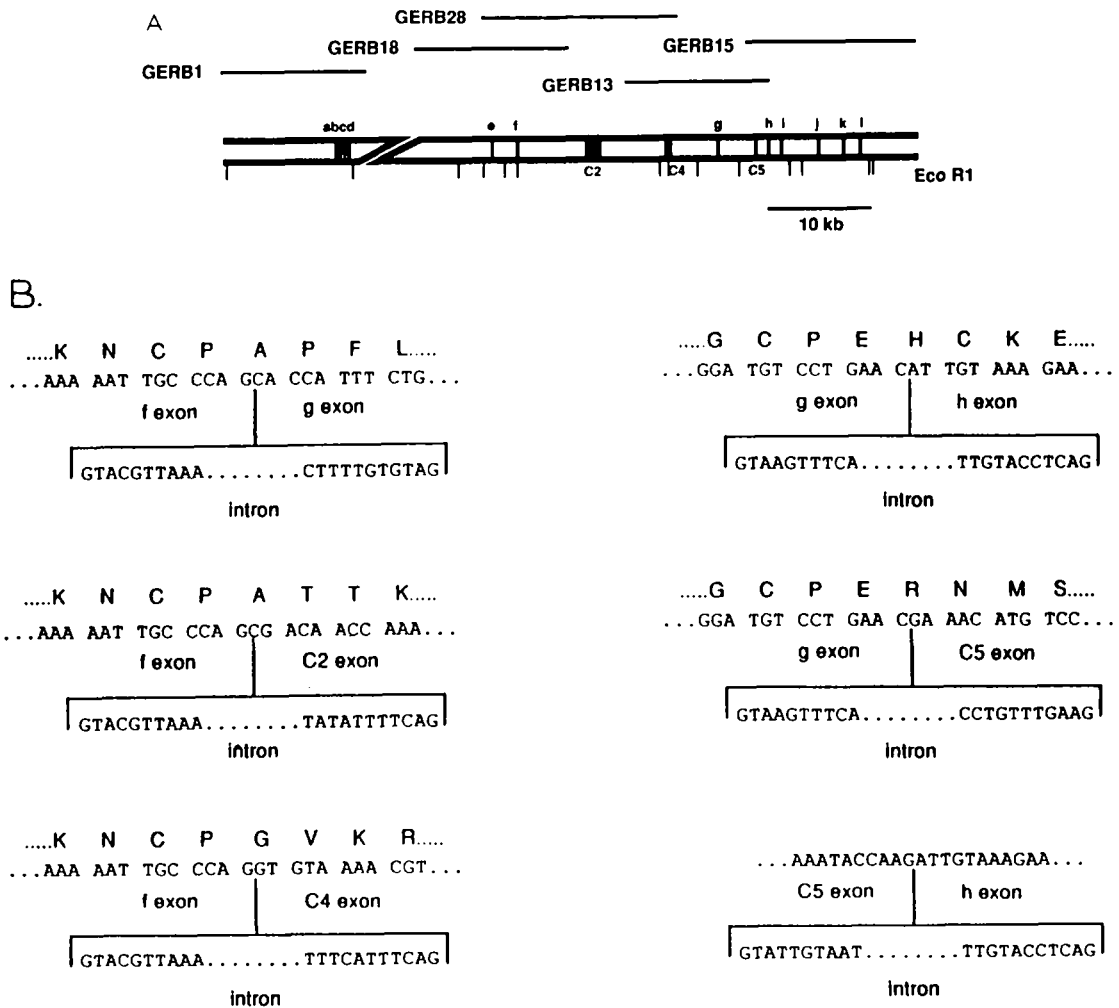 A
GERB28
GERB18
GERB15
GERB1
GERB13
abcd e f g h i j k l
C2 C4 C5
Eco R1
10 kb
B.
.....K N C P A P F L.....
...AAA AAT TGC CCA GCA CCA TTT CTG...
f exon g exon
GTACGTTAAA........CTTTTGTGTAG
intron
.....G C P E H C K E.....
...GGA TGT CCT GAA CAT TGT AAA GAA...
g exon h exon
GTAAGTTTCA........TTGTACCTCAG
intron
.....K N C P A T T K.....
...AAA AAT TGC CCA GCG ACA ACC AAA...
f exon C2 exon
GTACGTTAAA........TATATTTTCAG
intron
.....G C P E R N M S.....
...GGA TGT CCT GAA CGA AAC ATG TCC...
g exon C5 exon
GTAAGTTTCA........CCTGTTTGAAG
intron
.....K N C P G V K R.....
...AAA AAT TGC CCA GGT GTA AAA CGT...
f exon C4 exon
GTACGTTAAA........TTTCATTTCAG
intron
...AAATACCAAGATTGTAAAGAA...
C5 exon h exon
GTATTGTAAT........TTGTACCTCAG
intron